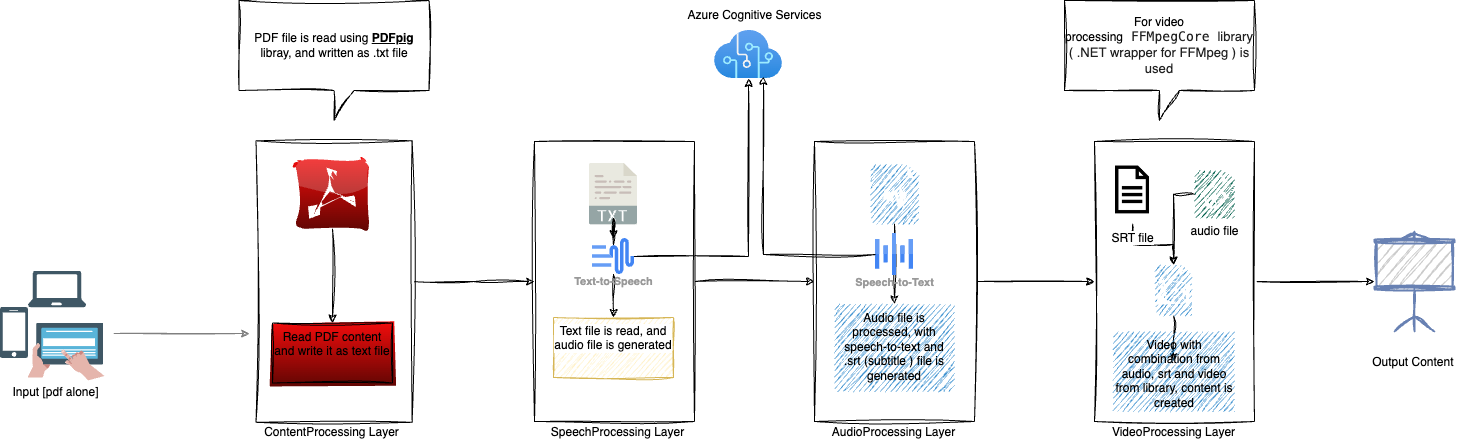 Azure Cognitive Services
PDF file is read using PDFpig
libray, and written as .txt file
For video
processing FFMpegCore library
( .NET wrapper for FFMpeg ) is
used
TXT
Text-to-Speech
Speech-to-Text
SRT file
audio file
Read PDF content
and write it as text file
Text file is read, and
audio file is generated
Audio file is
processed, with
speech-to-text and
.srt (subtitle ) file is
generated
Video with
combination from
audio, srt and video
from library, content is
created
Input [pdf alone]
Output Content
ContentProcessing Layer
SpeechProcessing Layer
AudioProcessing Layer
VideoProcessing Layer